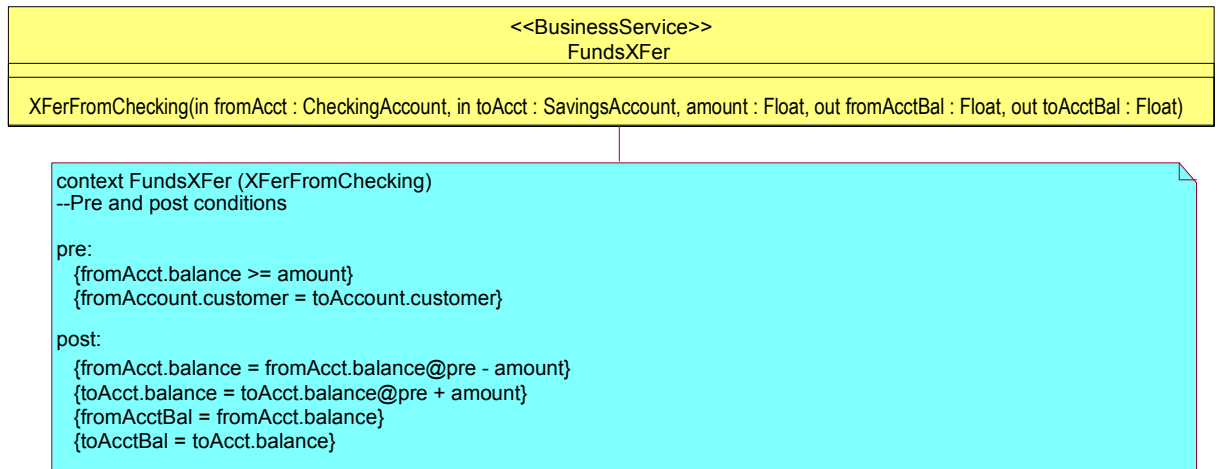 <<BusinessService>>
FundsXFer
XFerFromChecking(in fromAcct : CheckingAccount, in toAcct : SavingsAccount, amount : Float, out fromAcctBal : Float, out toAcctBal : Float)
context FundsXFer (XFerFromChecking)
--Pre and post conditions
pre:
{fromAcct.balance >= amount}
{fromAccount.customer = toAccount.customer}
post:
{fromAcct.balance = fromAcct.balance@pre - amount}
{toAcct.balance = toAcct.balance@pre + amount}
{fromAcctBal = fromAcct.balance}
{toAcctBal = toAcct.balance}